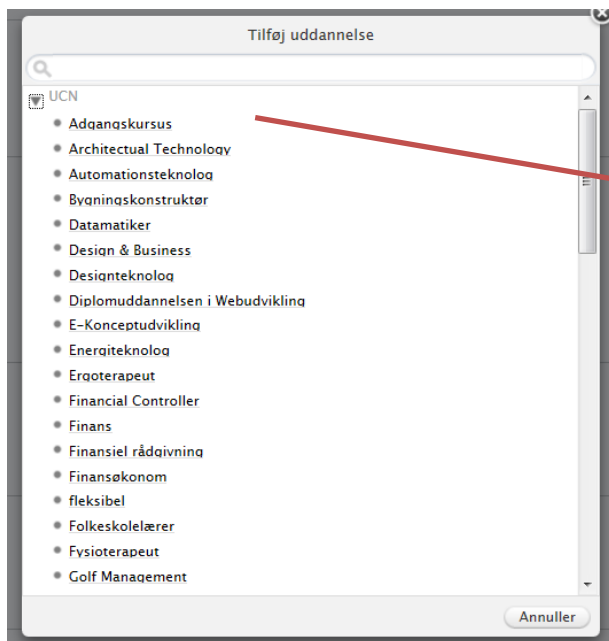 Tilføj uddannelse
UCN
Adgangskursus
Architectual Technology
Automationsteknolog
Bygningskonstruktør
Datamatiker
Design & Business
Designteknolog
Diplomuddannelsen i Webudvikling
E-Konceptudvikling
Energiteknolog
Ergoterapeut
Financial Controller
Finans
Finansiel rådgivning
Finansøkonom
fleksibel
Folkeskolelærer
Fysioterapeut
Golf Management
Annuller